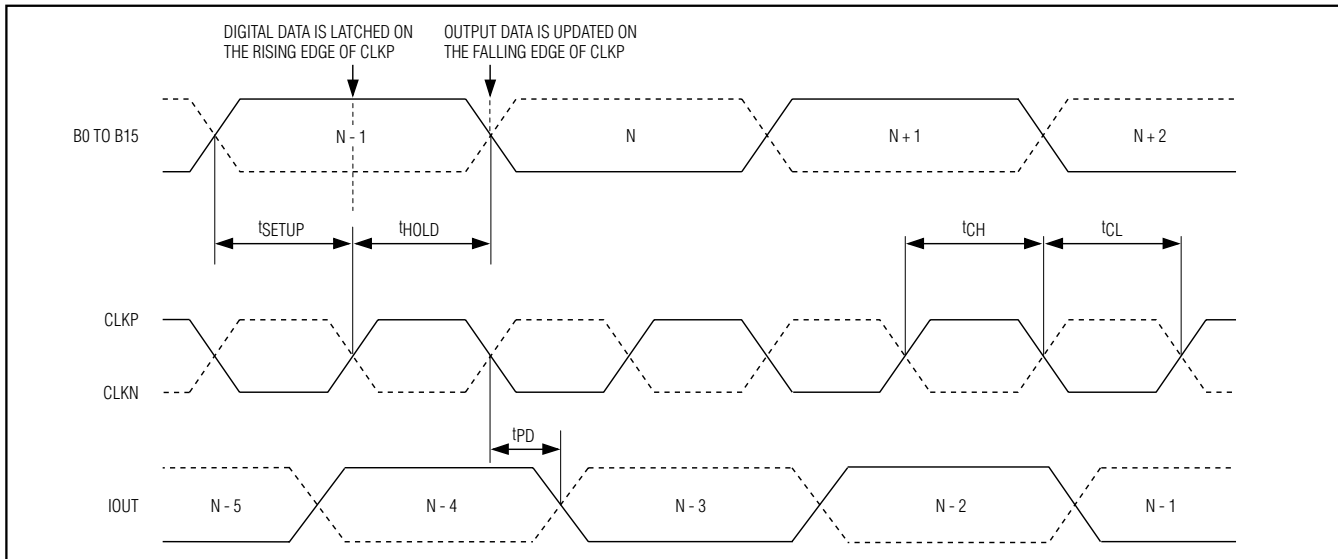 DIGITAL DATA IS LATCHED ON
THE RISING EDGE OF CLKP
OUTPUT DATA IS UPDATED ON
THE FALLING EDGE OF CLKP
B0 TO B15
N - 1
N
N + 1
N + 2
tSETUP
tHOLD
tCH
tCL
CLKP
CLKN
tPD
IOUT
N - 5
N - 4
N - 3
N - 2
N - 1